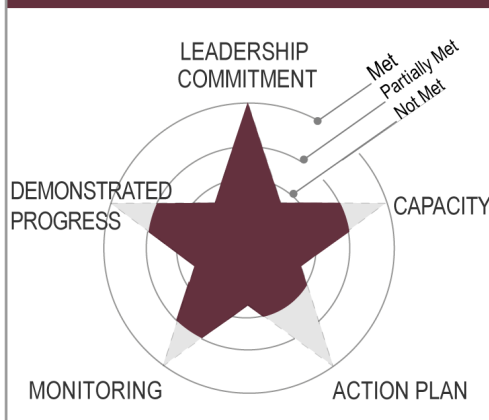 LEADERSHIP
COMMITMENT
Met
Partially Met
Not Met
DEMONSTRATED
PROGRESS
CAPACITY
MONITORING
ACTION PLAN